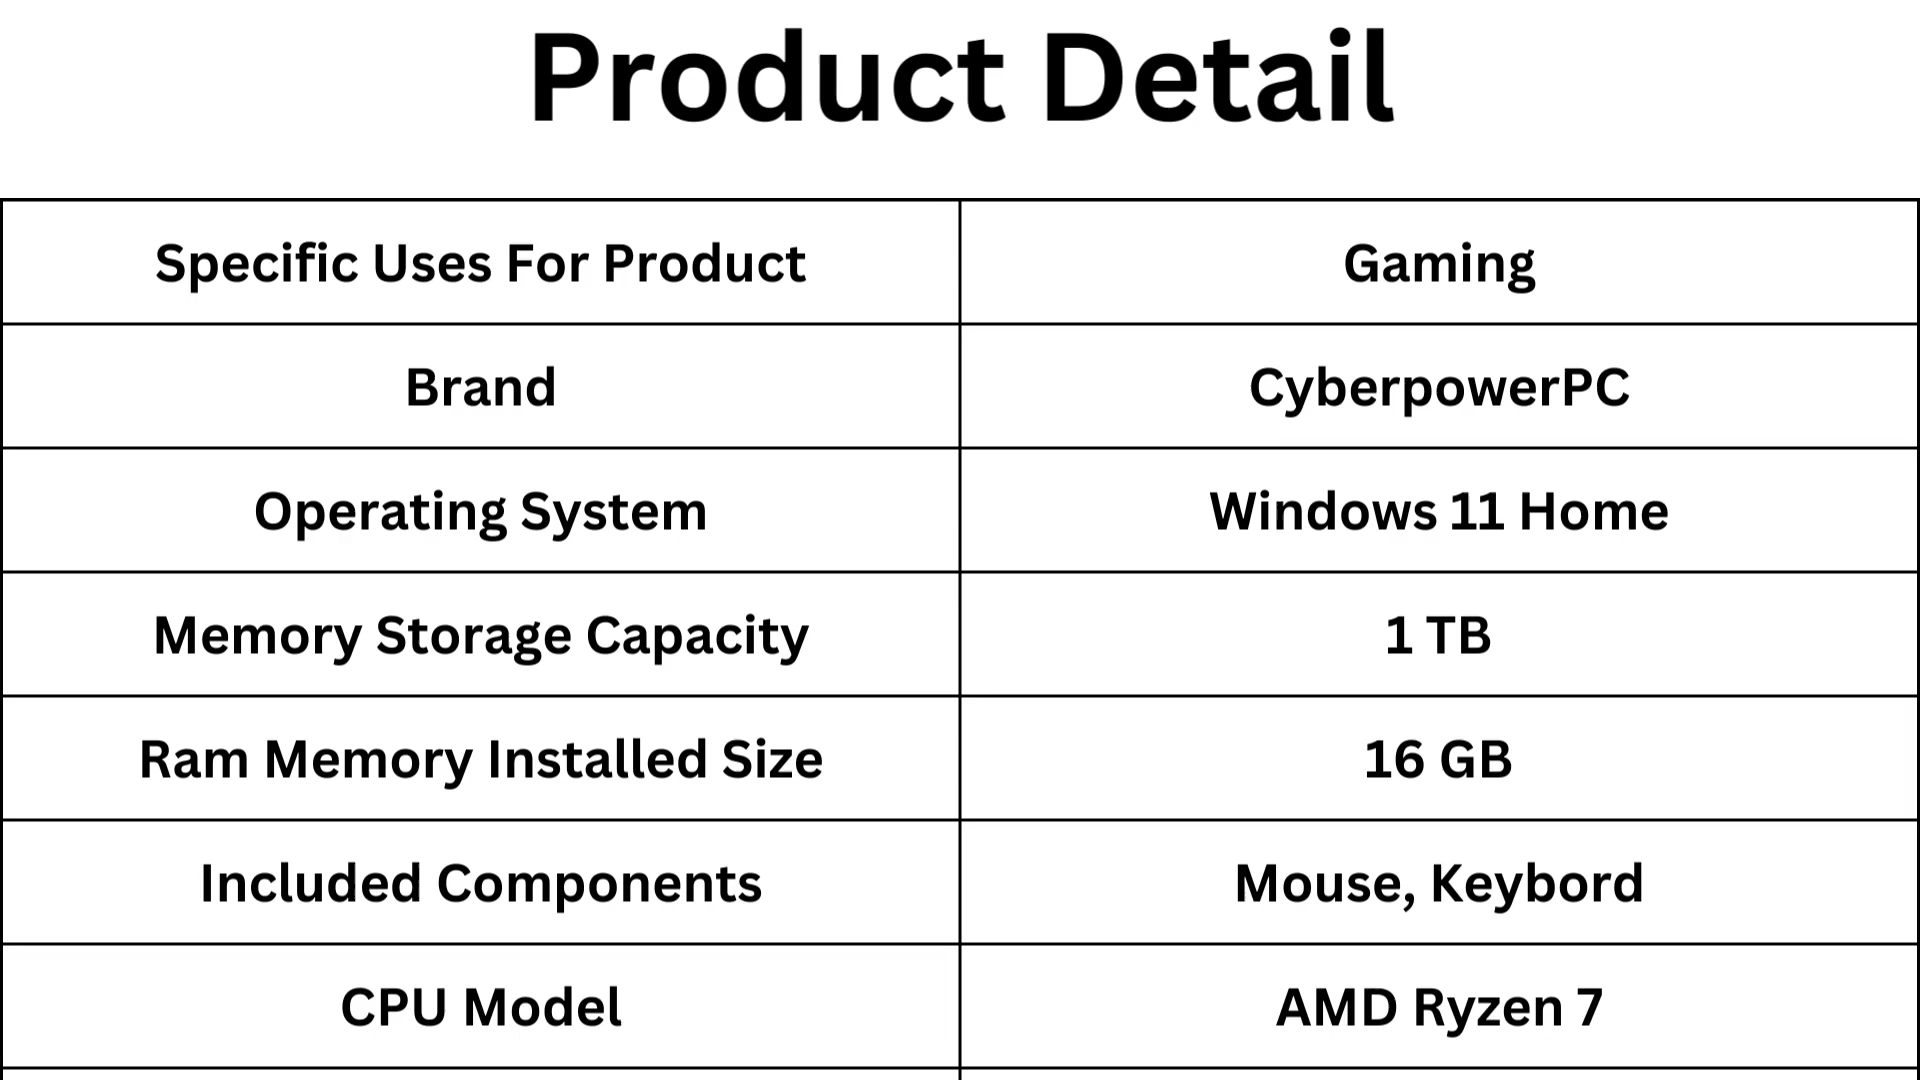 Product Detail
Specific Uses For Product Gaming
Brand CyberpowerPC
Operating System Windows 11 Home
Memory Storage Capacity 1 TB
Ram Memory Installed Size 16 GB
Included Components Mouse, Keybord
CPU Model AMD Ryzen 7